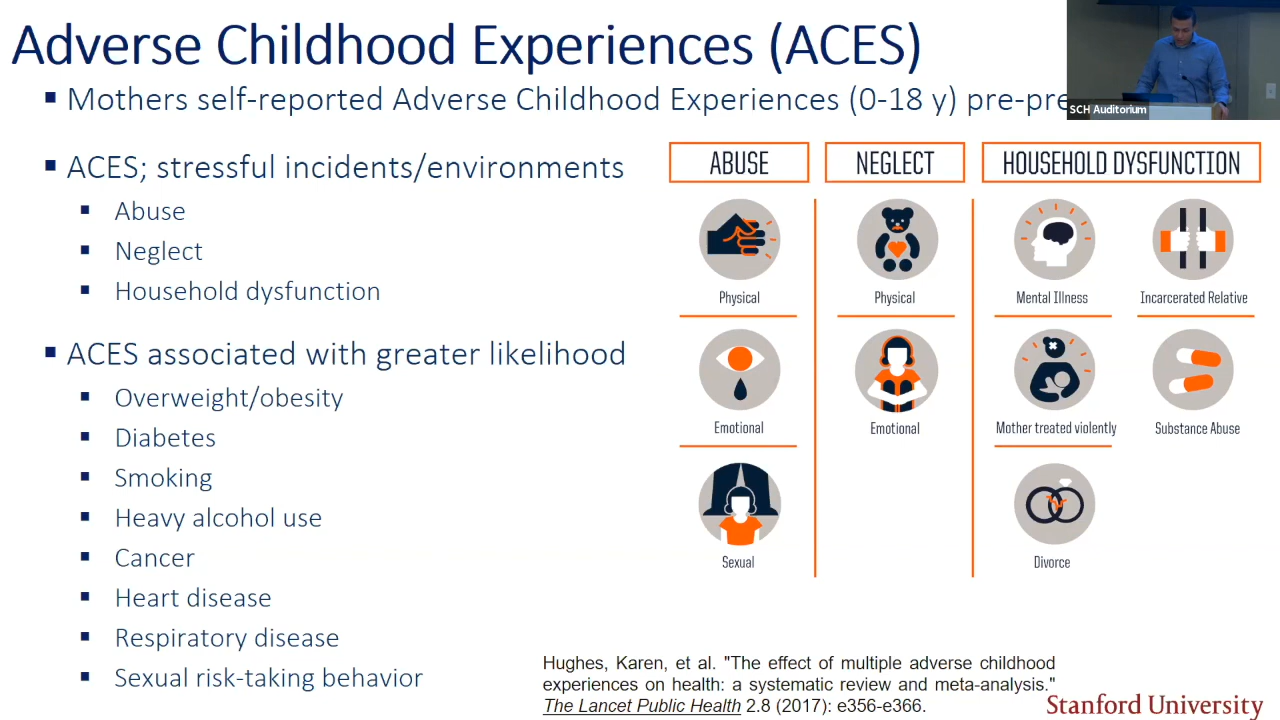 Adverse Childhood Experiences (ACES)
Mothers self-reported Adverse Childhood Experiences (0-18 y)
SCH Auditorium
ACES; stressful incidents/environments
Abuse
Neglect
Household dysfunction
ACES associated with greater likelihood
Overweight/obesity
Diabetes
Smoking
Heavy alcohol use
Cancer
Heart disease
Respiratory disease
Sexual risk-taking behavior
ABUSE
Physical
Emotional
Sexual
NEGLECT
Physical
Emotional
HOUSEHOLD DYSFUNCTION
Mental Illness
Incarcerated Relative
Mother treated violently
Substance Abuse
Divorce
Hughes, Karen, et al. "The effect of multiple adverse childhood
experiences on health: a systematic review and meta-analysis."
The Lancet Public Health 2.8 (2017): e356-e366.
Stanford University